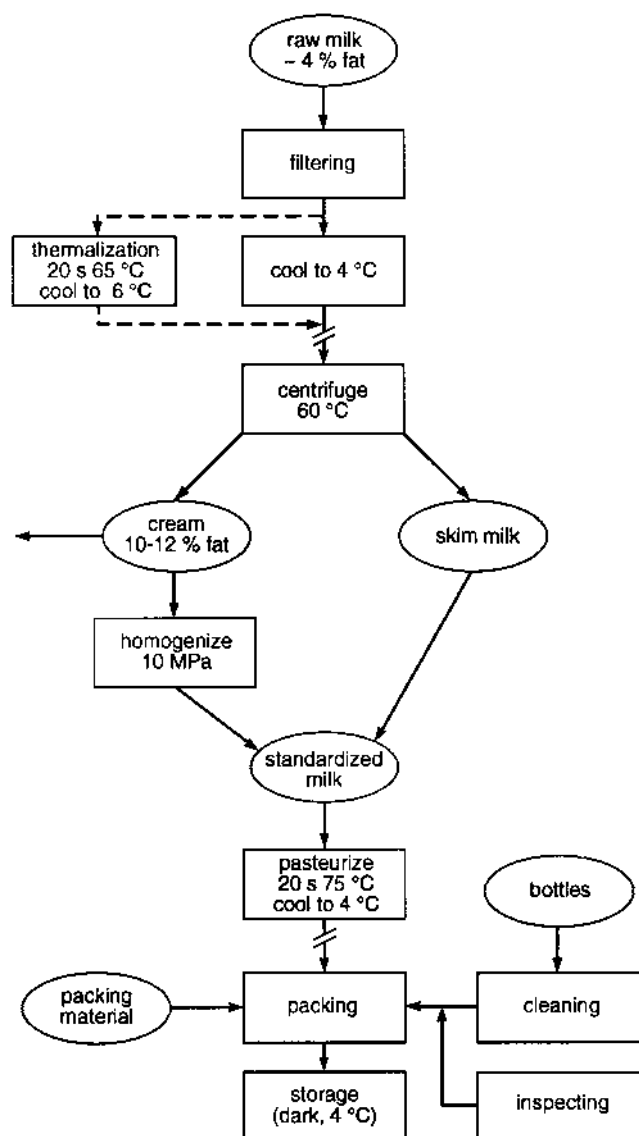 raw milk
~ 4 % fat
filtering
thermalization
20 s 65 °C
cool to 6 °C
cool to 4 °C
centrifuge
60 °C
cream
10-12 % fat
skim milk
homogenize
10 MPa
standardized
milk
pasteurize
20 s 75 °C
cool to 4 °C
bottles
packing
material
packing
cleaning
storage
(dark, 4 °C)
inspecting